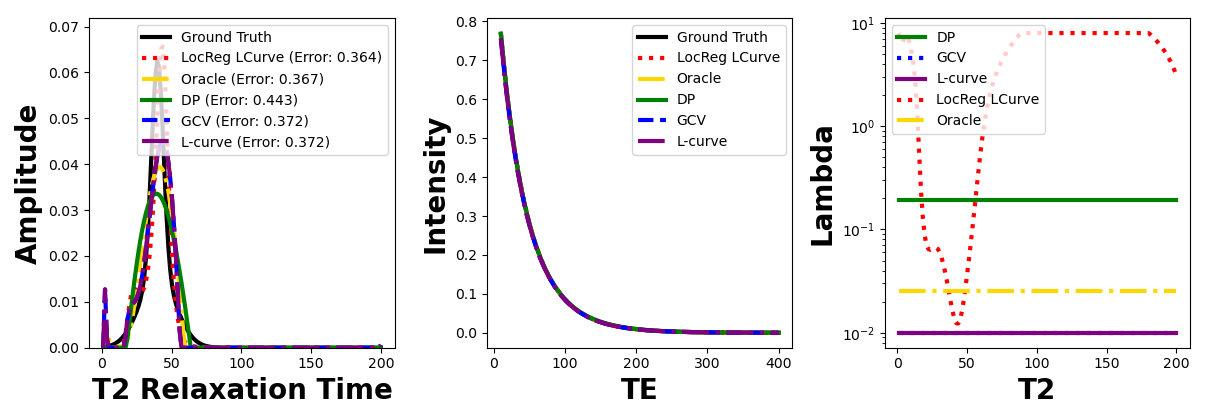 Amplitude
0.07
0.06
0.05
0.04
0.03
0.02
0.01
0.00
Ground Truth
LocReg LCurve (Error: 0.364)
Oracle (Error: 0.367)
DP (Error: 0.443)
GCV (Error: 0.372)
L-curve (Error: 0.372)
0 50 100 150 200
T2 Relaxation Time
Intensity
0.8
0.7
0.6
0.5
0.4
0.3
0.2
0.1
0.0
Ground Truth
LocReg LCurve
Oracle
DP
GCV
L-curve
0 100 200 300 400
TE
Lambda
10¹
10⁰
10⁻¹
10⁻²
DP
GCV
L-curve
LocReg LCurve
Oracle
0 50 100 150 200
T2